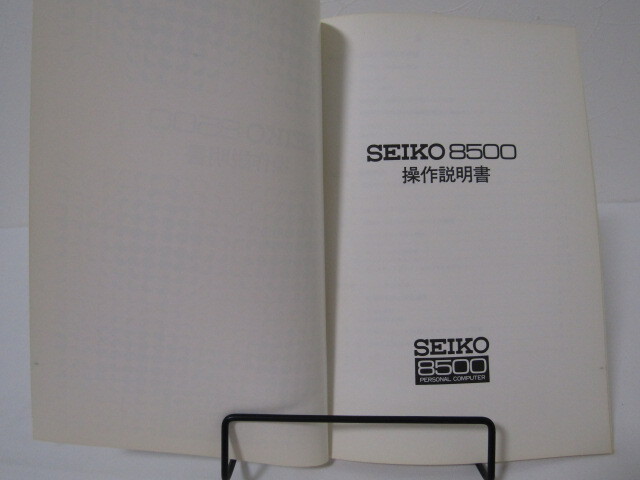 SEIKO 8500
操作説明書
SEIKO
8500
PERSONAL COMPUTER